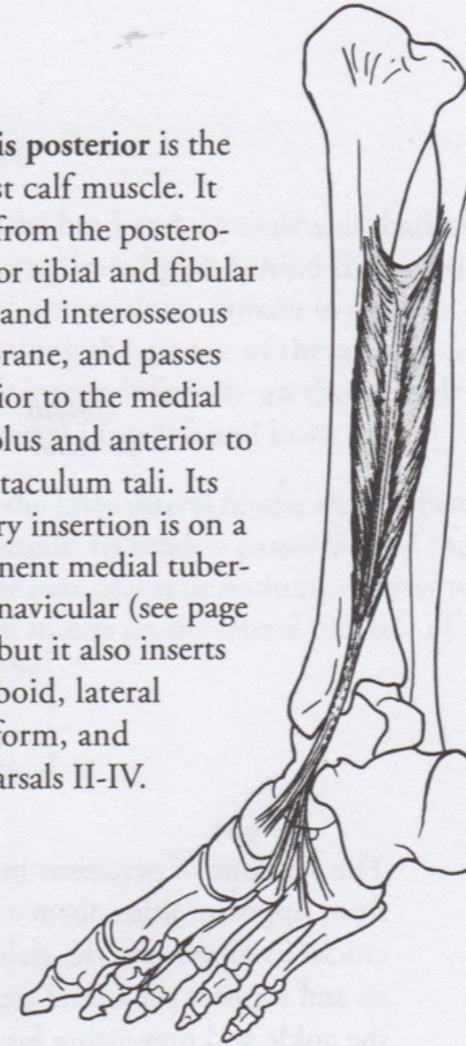 is posterior is the
st calf muscle. It
from the postero-
or tibial and fibular
and interosseous
rane, and passes
ior to the medial
olus and anterior to
taculum tali. Its
ry insertion is on a
nent medial tuber-
navicular (see page
but it also inserts
boid, lateral
form, and
arsals II-IV.